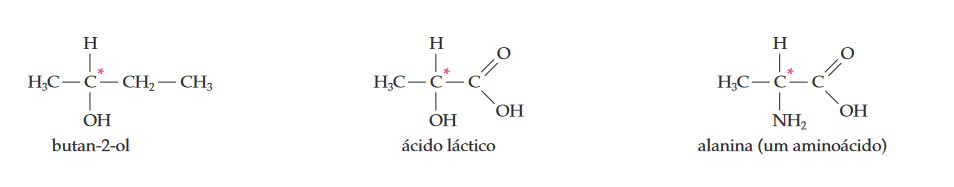 H H O H O
H₃C—C*—CH₂—CH₃ H₃C—C*—C H₃C—C*—C
OH OH OH NH₂ OH
butan-2-ol ácido láctico alanina (um aminoácido)